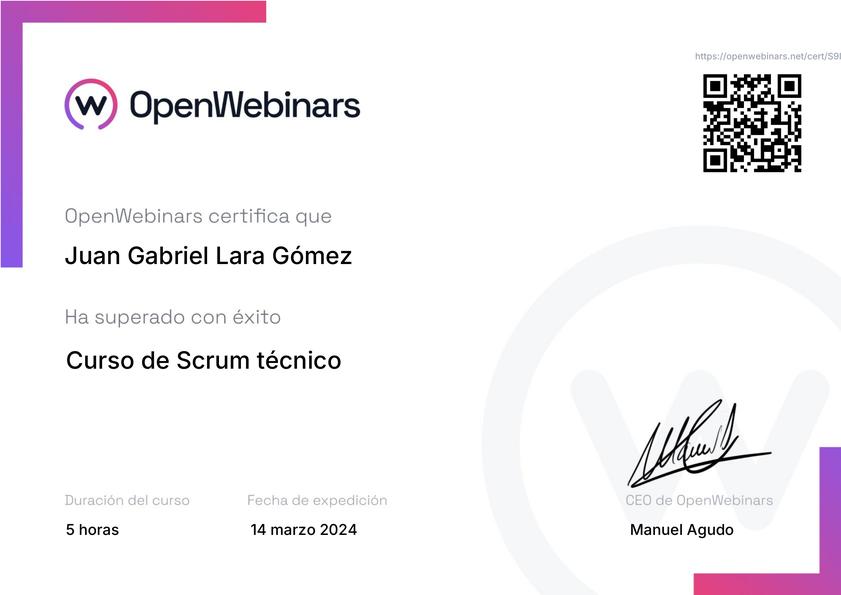 https://openwebinars.net/cert/S9
OpenWebinars
OpenWebinars certifica que
Juan Gabriel Lara Gómez
Ha superado con éxito
Curso de Scrum técnico
Duración del curso
Fecha de expedición
CEO de OpenWebinars
5 horas
14 marzo 2024
Manuel Agudo